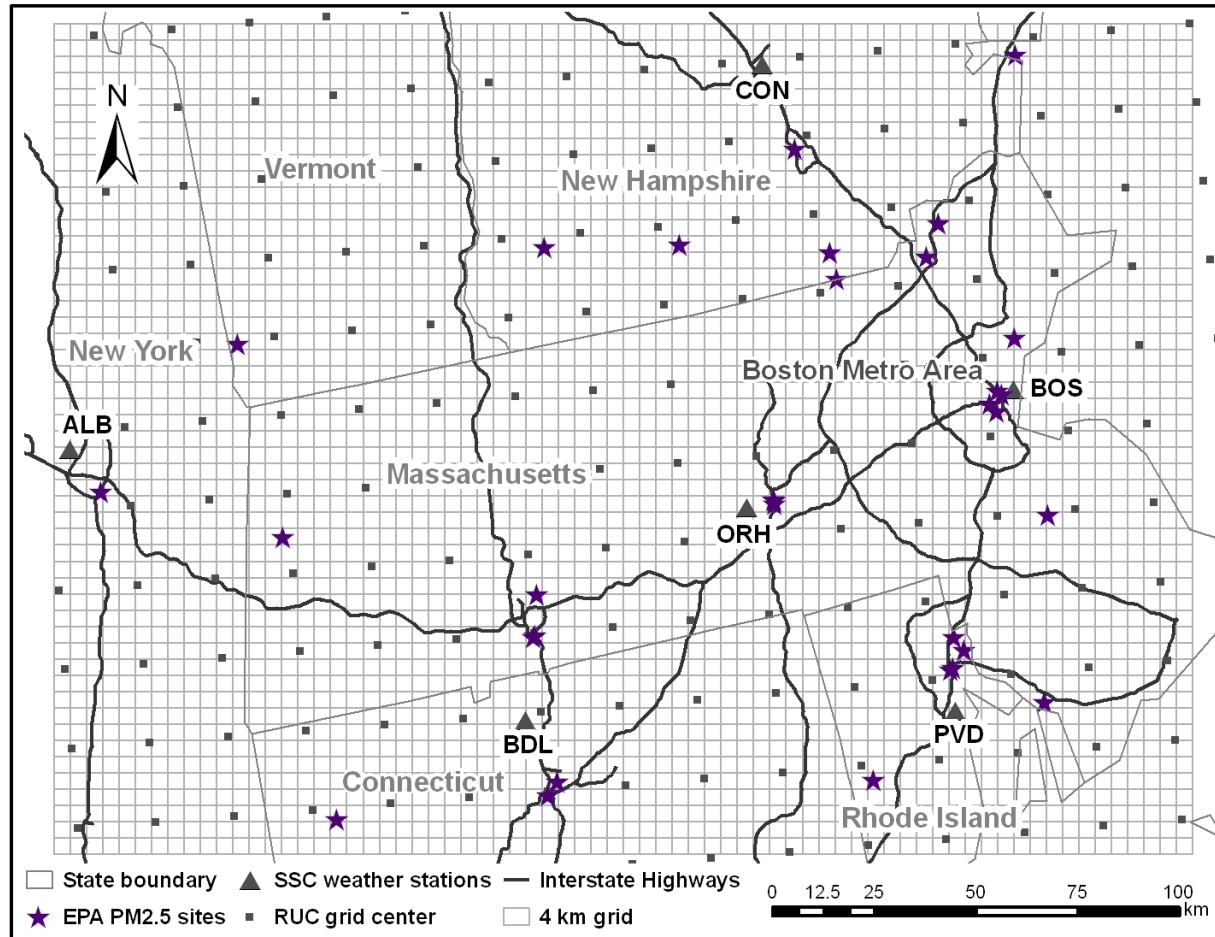 N
CON
Vermont
New Hampshire
New York
Boston Metro Area
BOS
ALB
Massachusetts
ORH
BDL
PVD
Connecticut
Rhode Island
State boundary SSC weather stations Interstate Highways
EPA PM2.5 sites RUC grid center 4 km grid
0 12.5 25 50 75 100
km